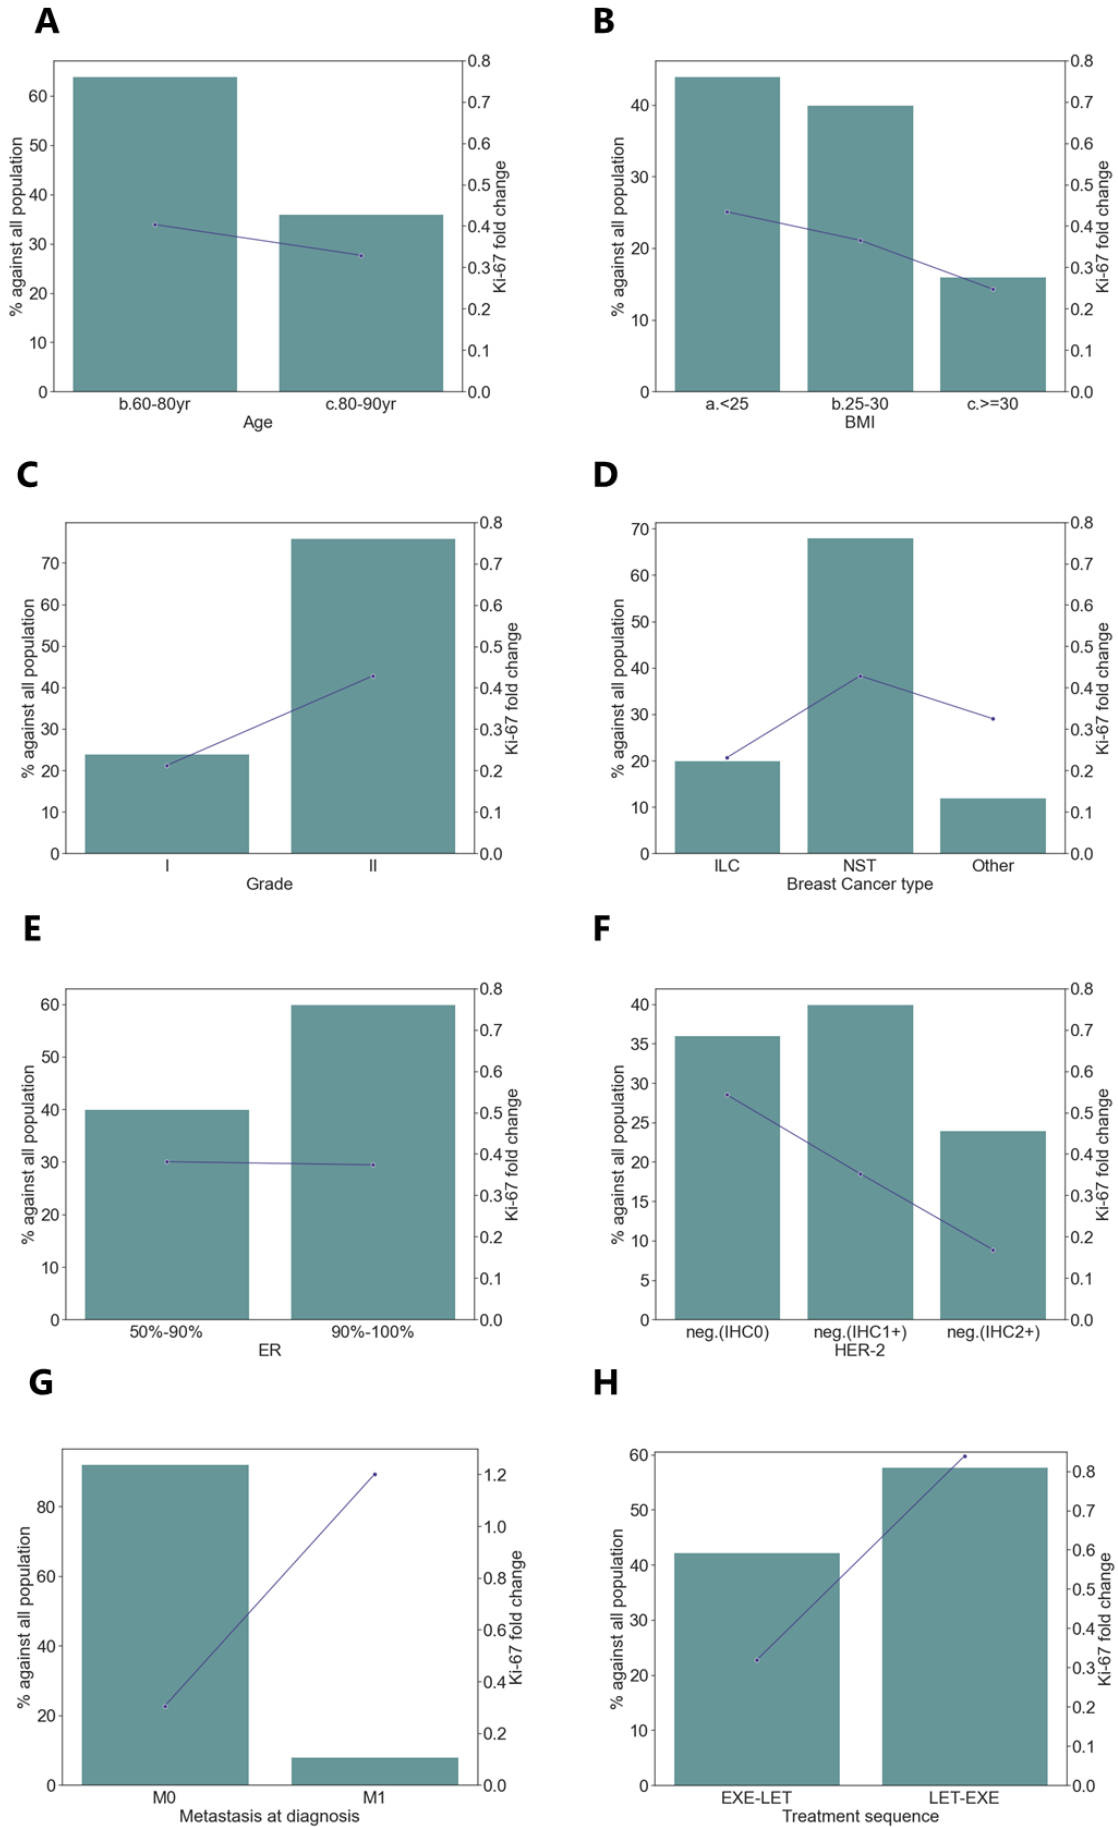 A
% against all population
60
50
40
30
20
10
0
0.8
0.7
0.6
0.5
0.4
0.3
0.2
0.1
0.0
Ki-67 fold change
b.60-80yr
c.80-90yr
Age
B
% against all population
40
30
20
10
0
0.8
0.7
0.6
0.5
0.4
0.3
0.2
0.1
0.0
Ki-67 fold change
a.<25
b.25-30
c.>=30
BMI
C
% against all population
70
60
50
40
30
20
10
0
0.8
0.7
0.6
0.5
0.4
0.3
0.2
0.1
0.0
Ki-67 fold change
I
II
Grade
D
% against all population
70
60
50
40
30
20
10
0
0.8
0.7
0.6
0.5
0.4
0.3
0.2
0.1
0.0
Ki-67 fold change
ILC
NST
Other
Breast Cancer type
E
% against all population
60
50
40
30
20
10
0
0.8
0.7
0.6
0.5
0.4
0.3
0.2
0.1
0.0
Ki-67 fold change
50%-90%
90%-100%
ER
F
% against all population
40
35
30
25
20
15
10
5
0
0.8
0.7
0.6
0.5
0.4
0.3
0.2
0.1
0.0
Ki-67 fold change
neg.(IHC0)
neg.(IHC1+)
neg.(IHC2+)
HER-2
G
% against all population
80
60
40
20
0
1.2
1.0
0.8
0.6
0.4
0.2
0.0
Ki-67 fold change
M0
M1
Metastasis at diagnosis
H
% against all population
60
50
40
30
20
10
0
0.8
0.7
0.6
0.5
0.4
0.3
0.2
0.1
0.0
Ki-67 fold change
EXE-LET
LET-EXE
Treatment sequence